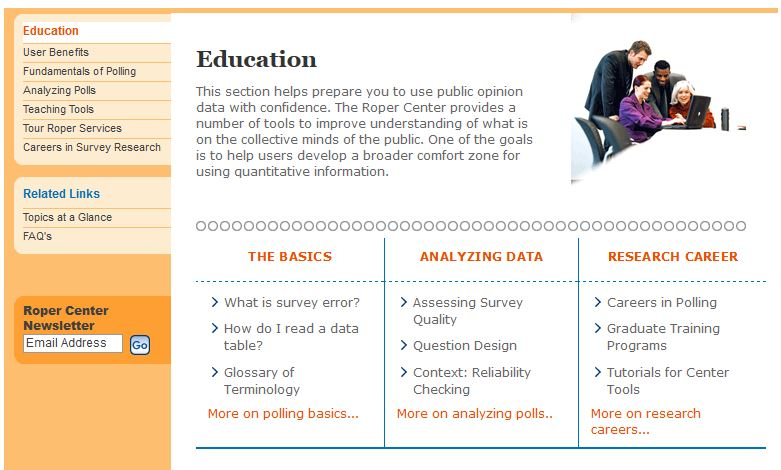 Education
User Benefits
Fundamentals of Polling
Analyzing Polls
Teaching Tools
Tour Roper Services
Careers in Survey Research
Related Links
Topics at a Glance
FAQ's
Roper Center
Newsletter
Email Address
Go
Education
This section helps prepare you to use public opinion
data with confidence. The Roper Center provides a
number of tools to improve understanding of what is
on the collective minds of the public. One of the goals
is to help users develop a broader comfort zone for
using quantitative information.
THE BASICS
What is survey error?
How do I read a data
table?
Glossary of
Terminology
More on polling basics...
ANALYZING DATA
Assessing Survey
Quality
Question Design
Context: Reliability
Checking
More on analyzing polls..
RESEARCH CAREER
Careers in Polling
Graduate Training
Programs
Tutorials for Center
Tools
More on research
careers...